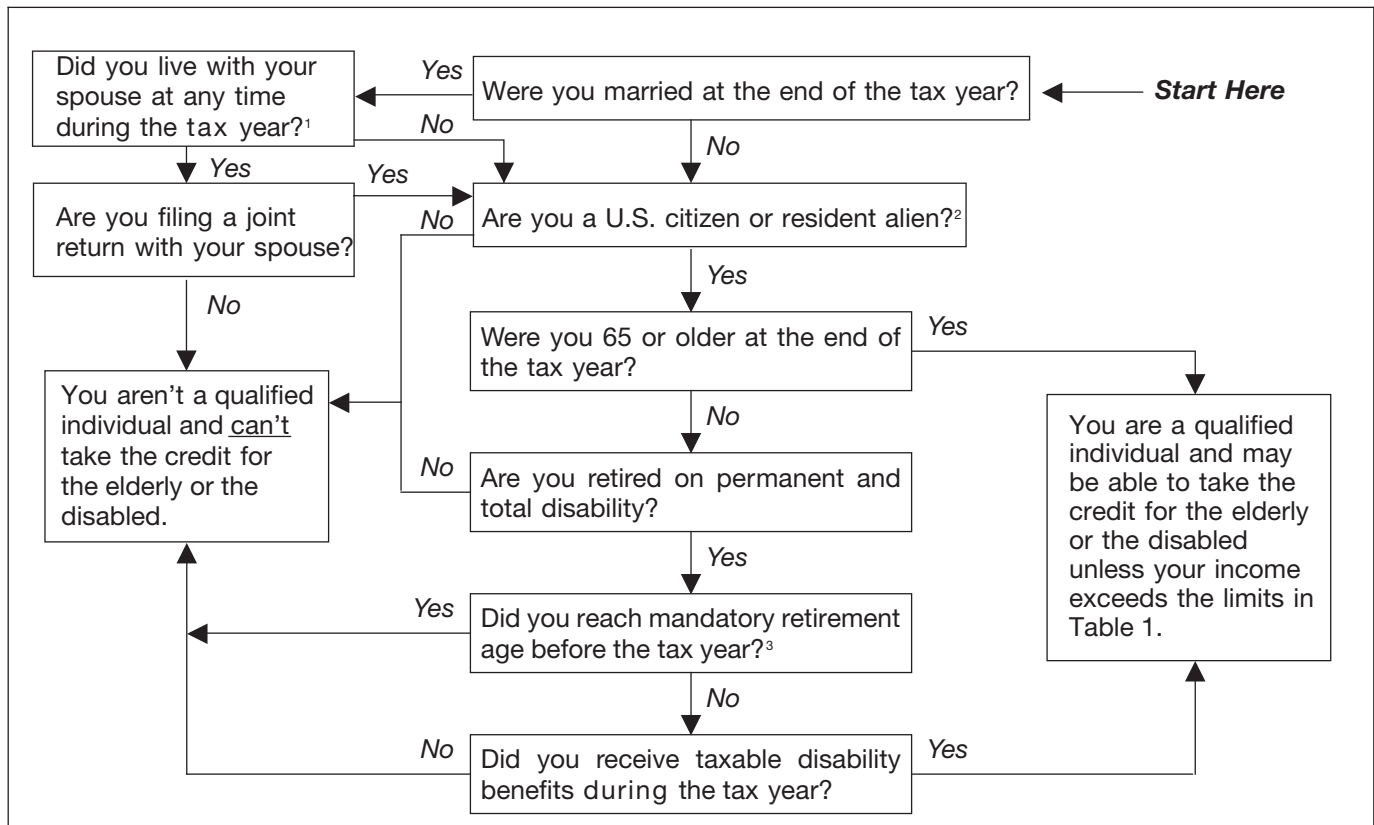 Start Here
Were you married at the end of the tax year?
Yes
No
Did you live with your
spouse at any time
during the tax year?¹
No
Yes
Are you filing a joint
return with your spouse?
Yes
No
Are you a U.S. citizen or resident alien?²
No
Yes
Were you 65 or older at the end of
the tax year?
Yes
No
You aren’t a qualified
individual and can’t
take the credit for
the elderly or the
disabled.
Are you retired on permanent and
total disability?
No
Yes
You are a qualified
individual and may
be able to take the
credit for the elderly
or the disabled
unless your income
exceeds the limits in
Table 1.
Did you reach mandatory retirement
age before the tax year?³
Yes
No
Did you receive taxable disability
benefits during the tax year?
No
Yes